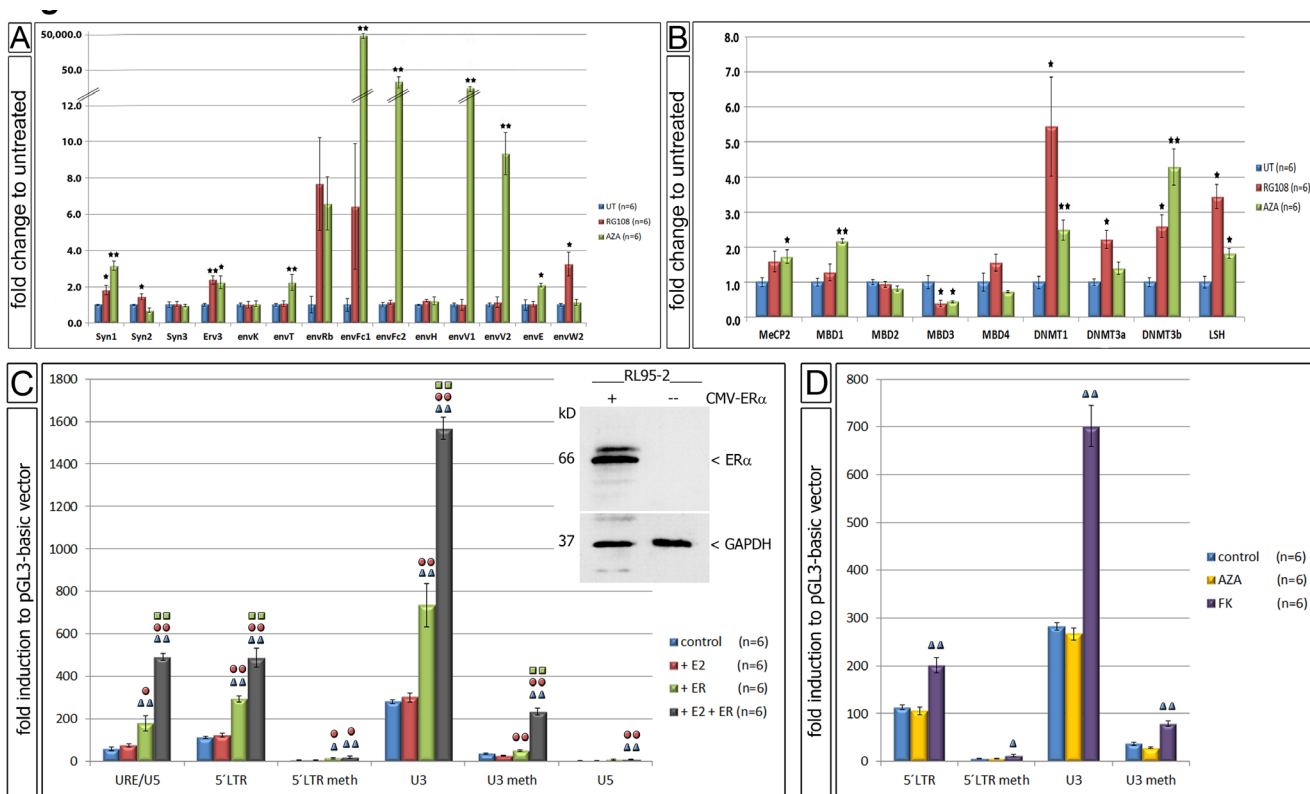 A
fold change to untreated
50,000.0
50.0
12.0
10.0
8.0
6.0
4.0
2.0
0.0
Syn1 Syn2 Syn3 Erv3 envK envT envRb envFc1 envFc2 envH envV1 envV2 envE envW2
UT (n=6)
RG108 (n=6)
AZA (n=6)
B
fold change to untreated
8.0
7.0
6.0
5.0
4.0
3.0
2.0
1.0
0.0
MeCP2 MBD1 MBD2 MBD3 MBD4 DNMT1 DNMT3a DNMT3b LSH
UT (n=6)
RG108 (n=6)
AZA (n=6)
C
fold induction to pGL3-basic vector
1800
1600
1400
1200
1000
800
600
400
200
0
URE/U5 5´LTR 5´LTR meth U3 U3 meth U5
____RL95-2____
kD + -- CMV-ERα
66 < ERα
37 < GAPDH
control (n=6)
+ E2 (n=6)
+ ER (n=6)
+ E2 + ER (n=6)
D
fold induction to pGL3-basic vector
800
700
600
500
400
300
200
100
0
5´LTR 5´LTR meth U3 U3 meth
control (n=6)
AZA (n=6)
FK (n=6)